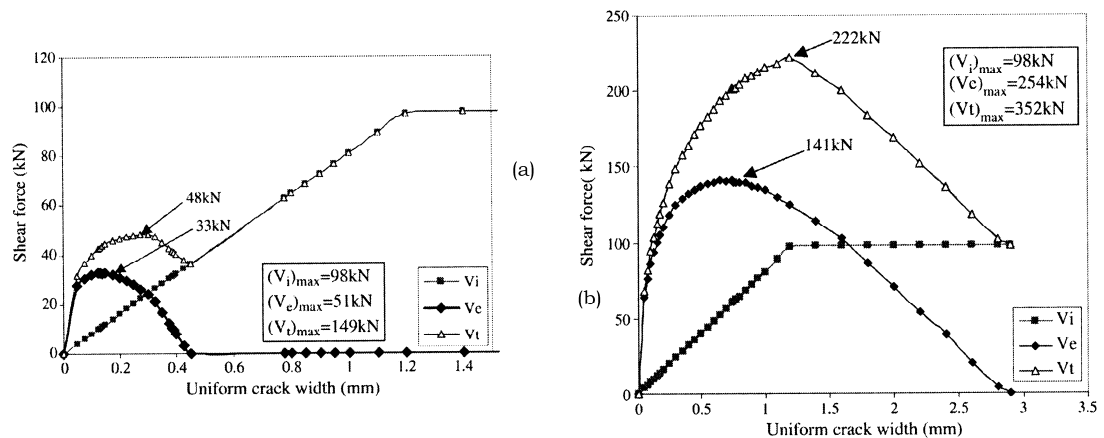 120
100
80
60
40
20
0
Shear force (kN)
0
0.2
0.4
0.6
0.8
1
1.2
1.4
Uniform crack width (mm)
48kN
33kN
(Vi)max=98kN
(Ve)max=51kN
(Vt)max=149kN
Vi
Ve
Vt
(a)
250
200
150
100
50
0
Shear force( kN)
0
0.5
1
1.5
2
2.5
3
3.5
Uniform crack width (mm)
222kN
141kN
(Vi)max=98kN
(Ve)max=254kN
(Vt)max=352kN
Vi
Ve
Vt
(b)